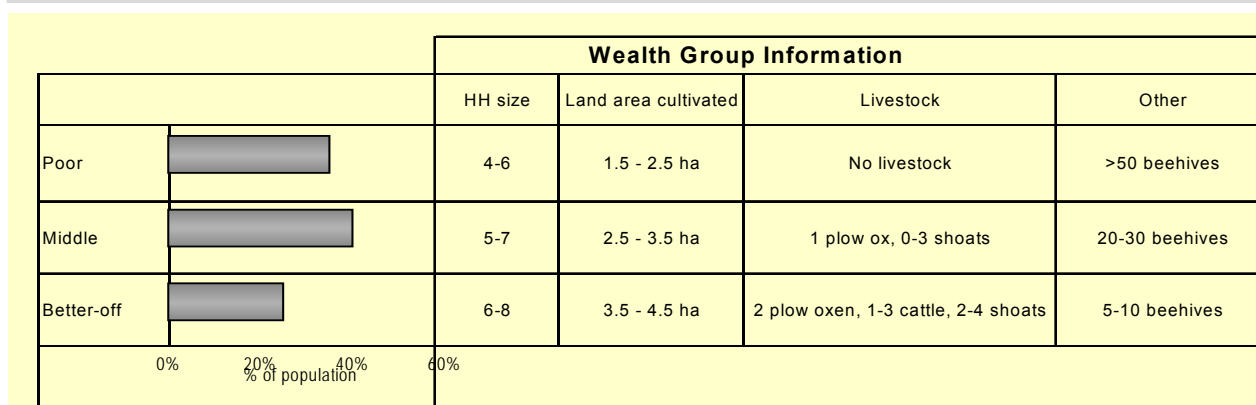 Wealth Group Information
HH size Land area cultivated Livestock Other
Poor 4-6 1.5 - 2.5 ha No livestock >50 beehives
Middle 5-7 2.5 - 3.5 ha 1 plow ox, 0-3 shoats 20-30 beehives
Better-off 6-8 3.5 - 4.5 ha 2 plow oxen, 1-3 cattle, 2-4 shoats 5-10 beehives
0% 20% 40% 60%
% of population